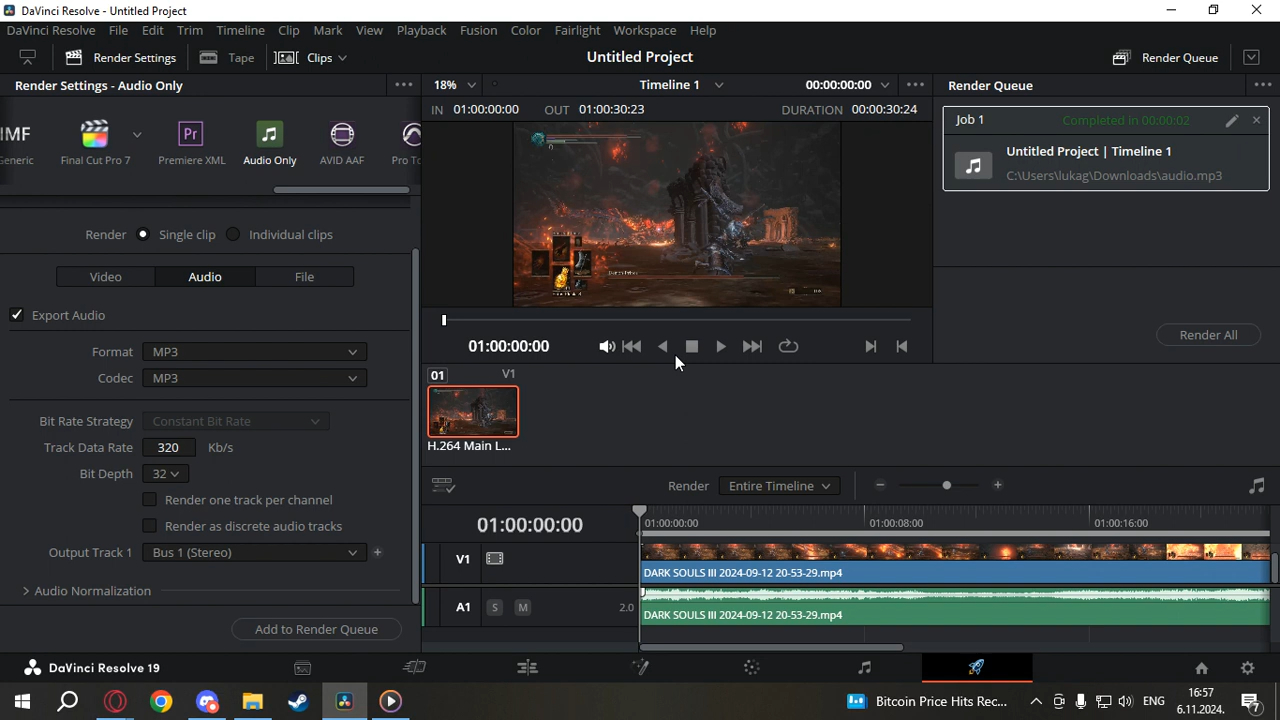 DaVinci Resolve - Untitled Project
DaVinci Resolve File Edit Trim Timeline Clip Mark View Playback Fusion Color Fairlight Workspace Help
Render Settings Tape Clips Untitled Project Render Queue
Render Settings - Audio Only
18% Timeline 1 00:00:00:00
Render Queue
IN 01:00:00:00 OUT 01:00:30:23 DURATION 00:00:30:24
IMF
Generic
Final Cut Pro 7
Premiere XML
Audio Only
AVID AAF
Pro To
Render Single clip Individual clips
Video Audio File
Export Audio
Format MP3
Codec MP3
Bit Rate Strategy Constant Bit Rate
Track Data Rate 320 Kb/s
Bit Depth 32
Render one track per channel
Render as discrete audio tracks
Output Track 1 Bus 1 (Stereo)
Audio Normalization
Add to Render Queue
01:00:00:00
01 V1
H.264 Main L...
Job 1 Completed in 00:00:02
Untitled Project | Timeline 1
C:\Users\lukag\Downloads\audio.mp3
Render All
Render Entire Timeline
01:00:00:00
01:00:00:00 01:00:08:00 01:00:16:00
V1
DARK SOULS III 2024-09-12 20-53-29.mp4
A1 S M 2.0
DARK SOULS III 2024-09-12 20-53-29.mp4
DaVinci Resolve 19
Bitcoin Price Hits Rec...
ENG
16:57
6.11.2024.
7